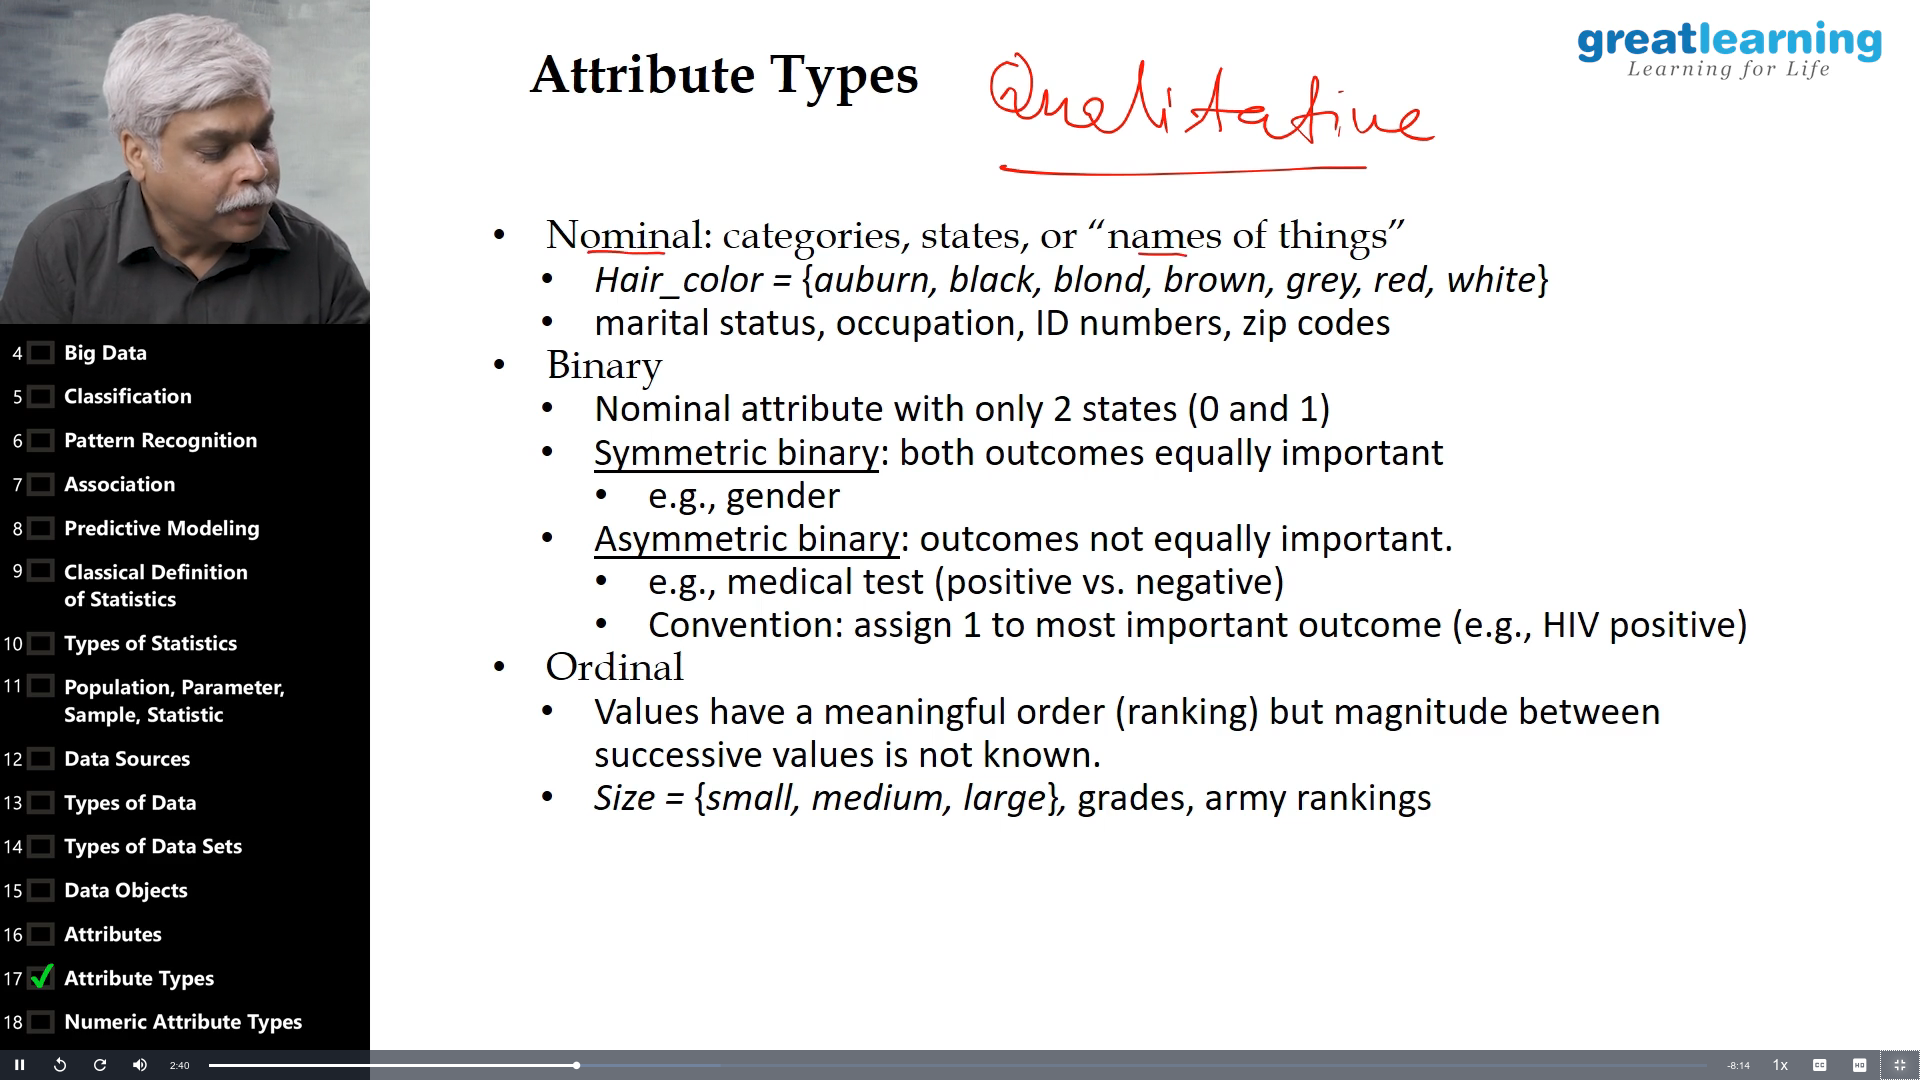 greatlearning
Learning for Life
Attribute Types
Qualitative
• Nominal: categories, states, or “names of things”
• Hair_color = {auburn, black, blond, brown, grey, red, white}
• marital status, occupation, ID numbers, zip codes
• Binary
• Nominal attribute with only 2 states (0 and 1)
• Symmetric binary: both outcomes equally important
• e.g., gender
• Asymmetric binary: outcomes not equally important.
• e.g., medical test (positive vs. negative)
• Convention: assign 1 to most important outcome (e.g., HIV positive)
• Ordinal
• Values have a meaningful order (ranking) but magnitude between
successive values is not known.
• Size = {small, medium, large}, grades, army rankings
4 Big Data
5 Classification
6 Pattern Recognition
7 Association
8 Predictive Modeling
9 Classical Definition
of Statistics
10 Types of Statistics
11 Population, Parameter,
Sample, Statistic
12 Data Sources
13 Types of Data
14 Types of Data Sets
15 Data Objects
16 Attributes
17 Attribute Types
18 Numeric Attribute Types
2:40
-8:14 1x CC HD